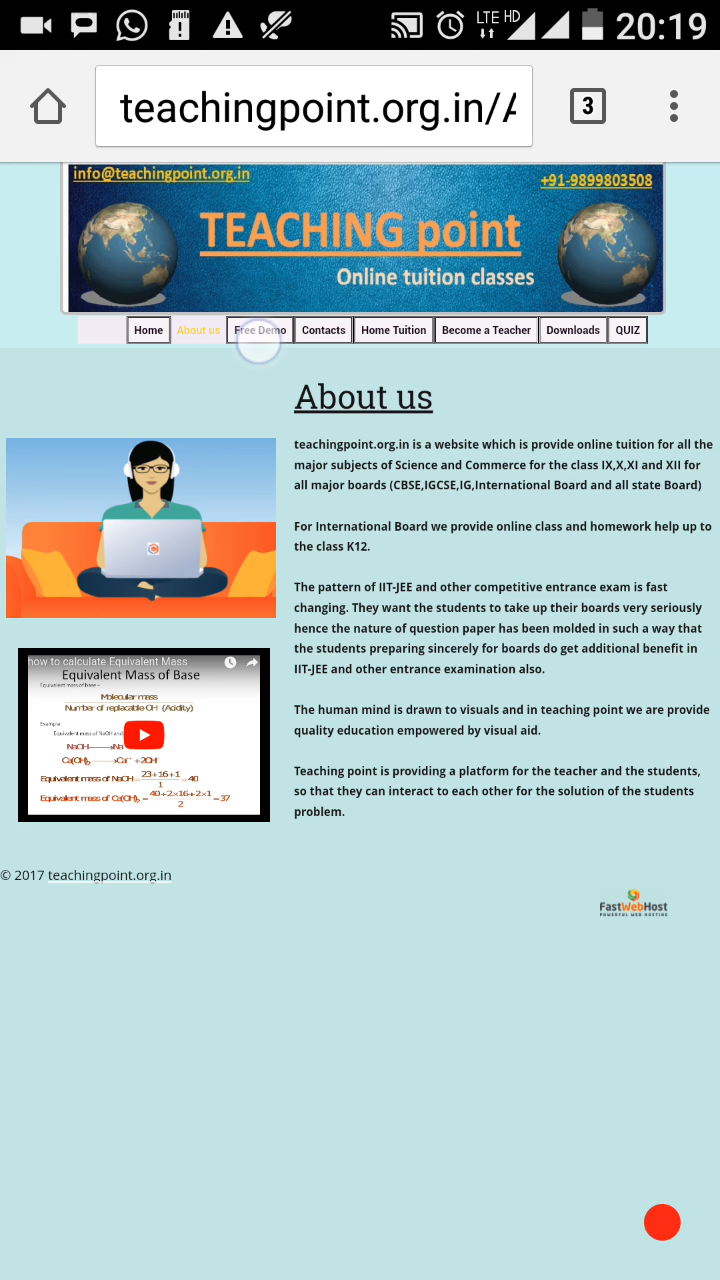 LTE HD
20:19
teachingpoint.org.in/A
3
info@teachingpoint.org.in
+91-9899803508
TEACHING point
Online tuition classes
Home
About us
Free Demo
Contacts
Home Tuition
Become a Teacher
Downloads
QUIZ
About us
teachingpoint.org.in is a website which is provide online tuition for all the
major subjects of Science and Commerce for the class IX,X,XI and XII for
all major boards (CBSE,IGCSE,IG,International Board and all state Board)
For International Board we provide online class and homework help up to
the class K12.
The pattern of IIT-JEE and other competitive entrance exam is fast
changing. They want the students to take up their boards very seriously
hence the nature of question paper has been molded in such a way that
the students preparing sincerely for boards do get additional benefit in
IIT-JEE and other entrance examination also.
The human mind is drawn to visuals and in teaching point we are provide
quality education empowered by visual aid.
Teaching point is providing a platform for the teacher and the students,
so that they can interact to each other for the solution of the students
problem.
how to calculate Equivalent Mass
Equivalent Mass of Base
Equivalent mass of base =
Molecular mass
Number of replacable OH (Acidity)
Example:
Equivalent mass of NaOH and
NaOH Na
Ca(OH)₂ Ca⁺⁺ + 2OH
Equivalent mass of NaOH = 23+16+1/1 = 40
Equivalent mass of Ca(OH)₂ = 40+2×16+2×1/2 = 37
© 2017 teachingpoint.org.in
FastWebHost
POWERFUL WEB HOSTING